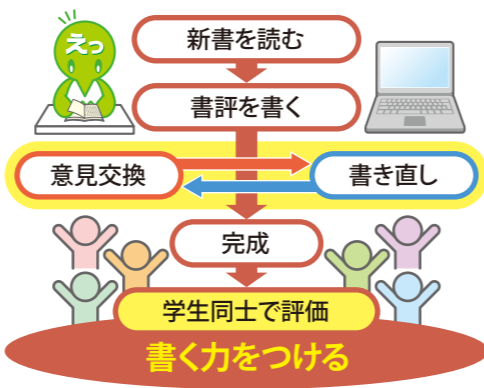 えっ
新書を読む
書評を書く
意見交換
書き直し
完成
学生同士で評価
書く力をつける